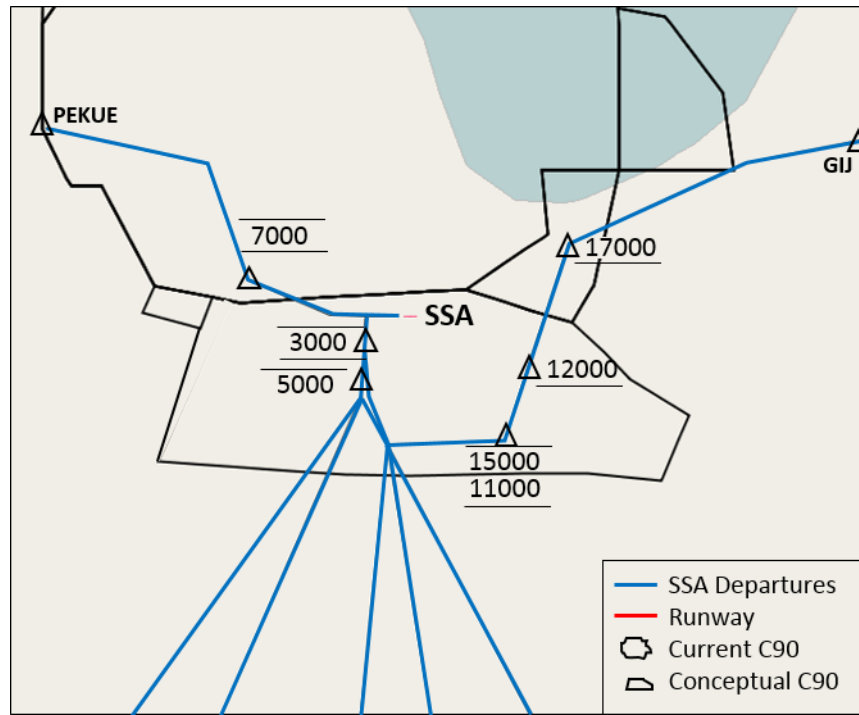 PEKUE
GIJ
7000
17000
SSA
3000
5000
12000
15000
11000
SSA Departures
Runway
Current C90
Conceptual C90